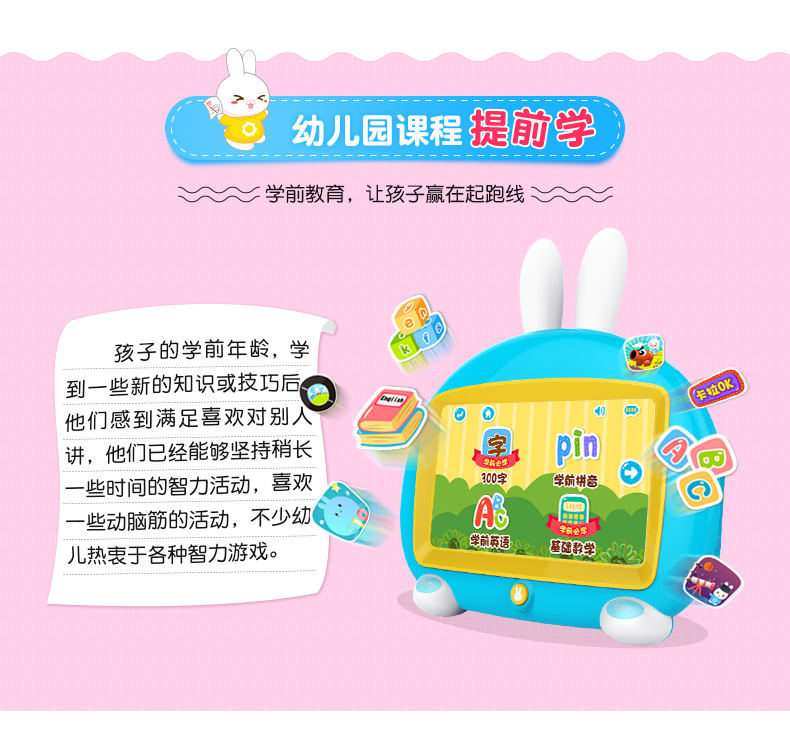 幼儿园课程 提前学
学前教育，让孩子赢在起跑线
孩子的学前年龄，学
到一些新的知识或技巧后，
他们感到满足喜欢对别人
讲，他们已经能够坚持稍长
一些时间的智力活动，喜欢
一些动脑筋的活动，不少幼
儿热衷于各种智力游戏。
en
k fs
English
卡拉OK
A B C
字
学前必学
300字
pin
学前拼音
ABC
学前英语
学前必学
基础数学